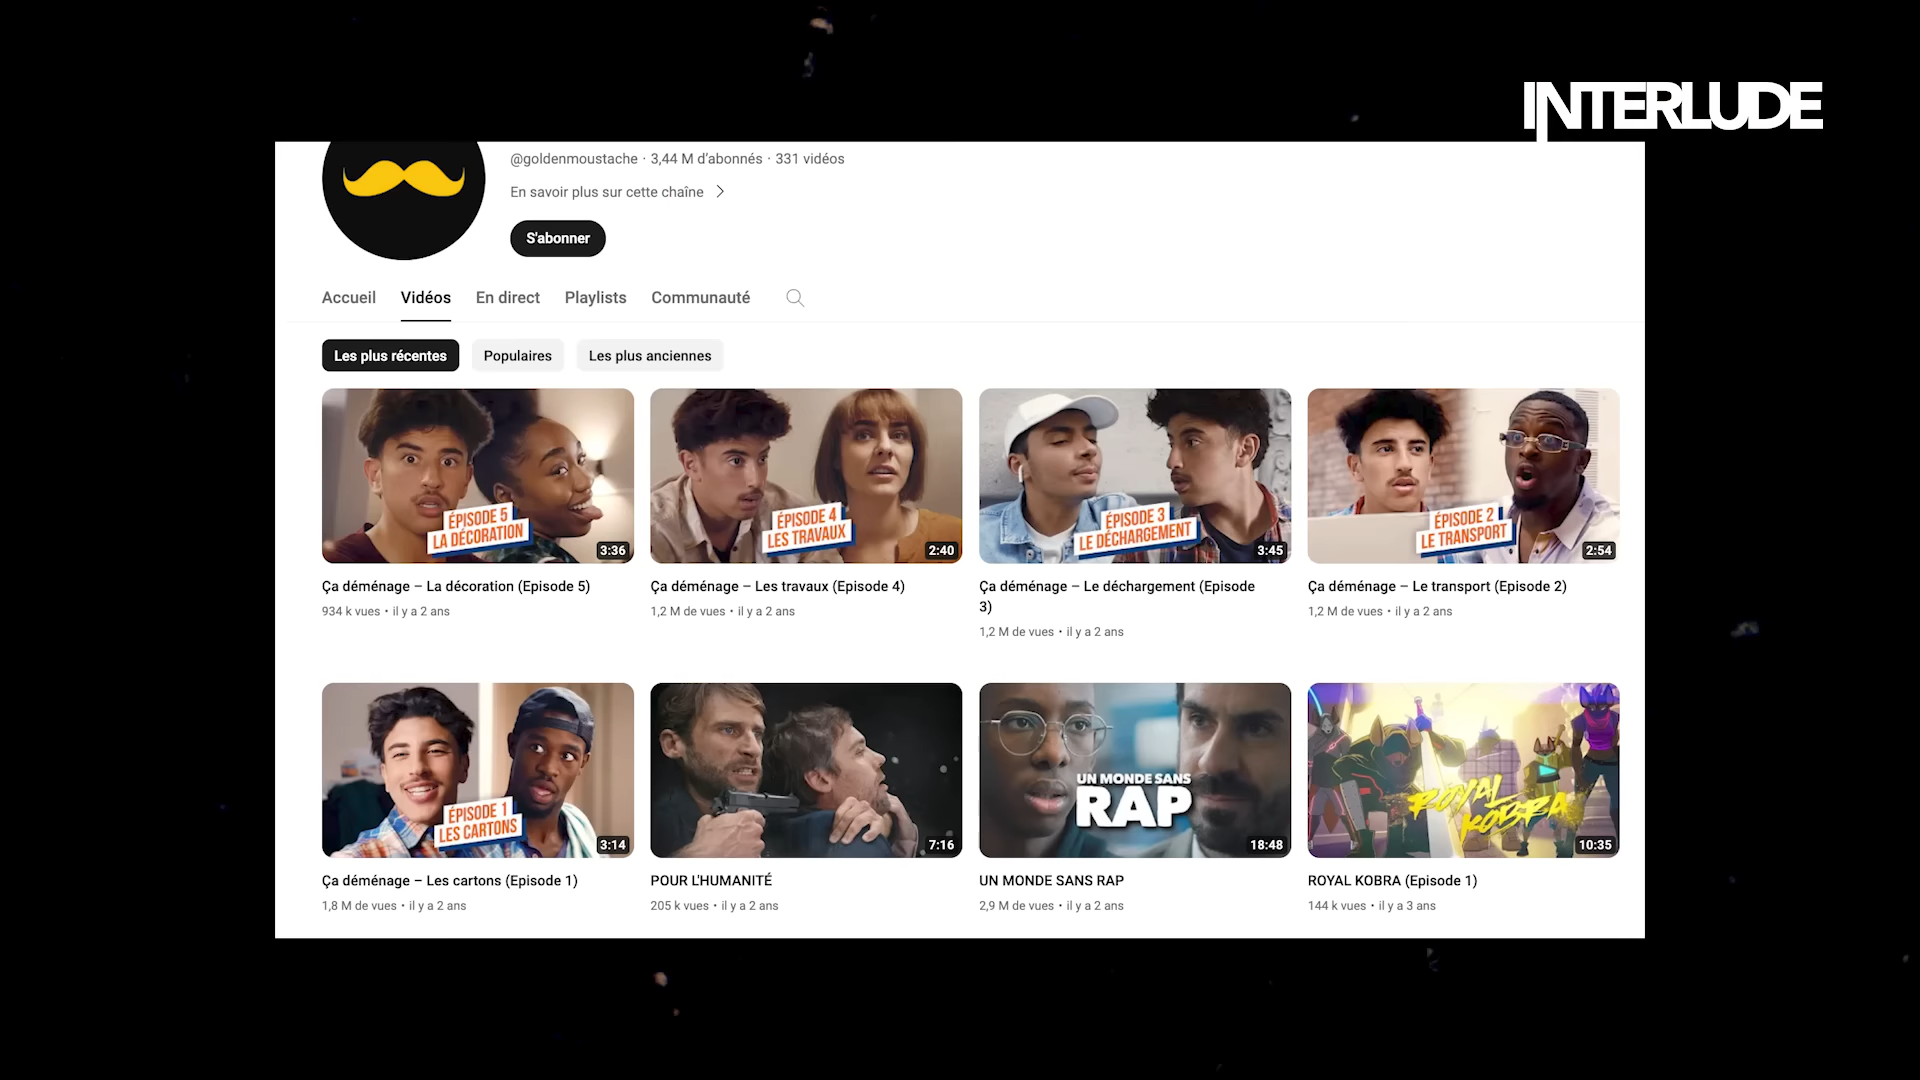 INTERLUDE
@goldenmoustache · 3,44 M d'abonnés · 331 vidéos
En savoir plus sur cette chaîne
S'abonner
Accueil Vidéos En direct Playlists Communauté
Les plus récentes Populaires Les plus anciennes
ÉPISODE 5
LA DÉCORATION
3:36
ÉPISODE 4
LES TRAVAUX
2:40
ÉPISODE 3
LE DÉCHARGEMENT
3:45
ÉPISODE 2
LE TRANSPORT
2:54
Ça déménage – La décoration (Episode 5)
934 k vues • il y a 2 ans
Ça déménage – Les travaux (Episode 4)
1,2 M de vues • il y a 2 ans
Ça déménage – Le déchargement (Episode
3)
1,2 M de vues • il y a 2 ans
Ça déménage – Le transport (Episode 2)
1,2 M de vues • il y a 2 ans
ÉPISODE 1
LES CARTONS
3:14
7:16
UN MONDE SANS
RAP
18:48
ROYAL
KOBRA
10:35
Ça déménage – Les cartons (Episode 1)
1,8 M de vues • il y a 2 ans
POUR L'HUMANITÉ
205 k vues • il y a 2 ans
UN MONDE SANS RAP
2,9 M de vues • il y a 2 ans
ROYAL KOBRA (Episode 1)
144 k vues • il y a 3 ans